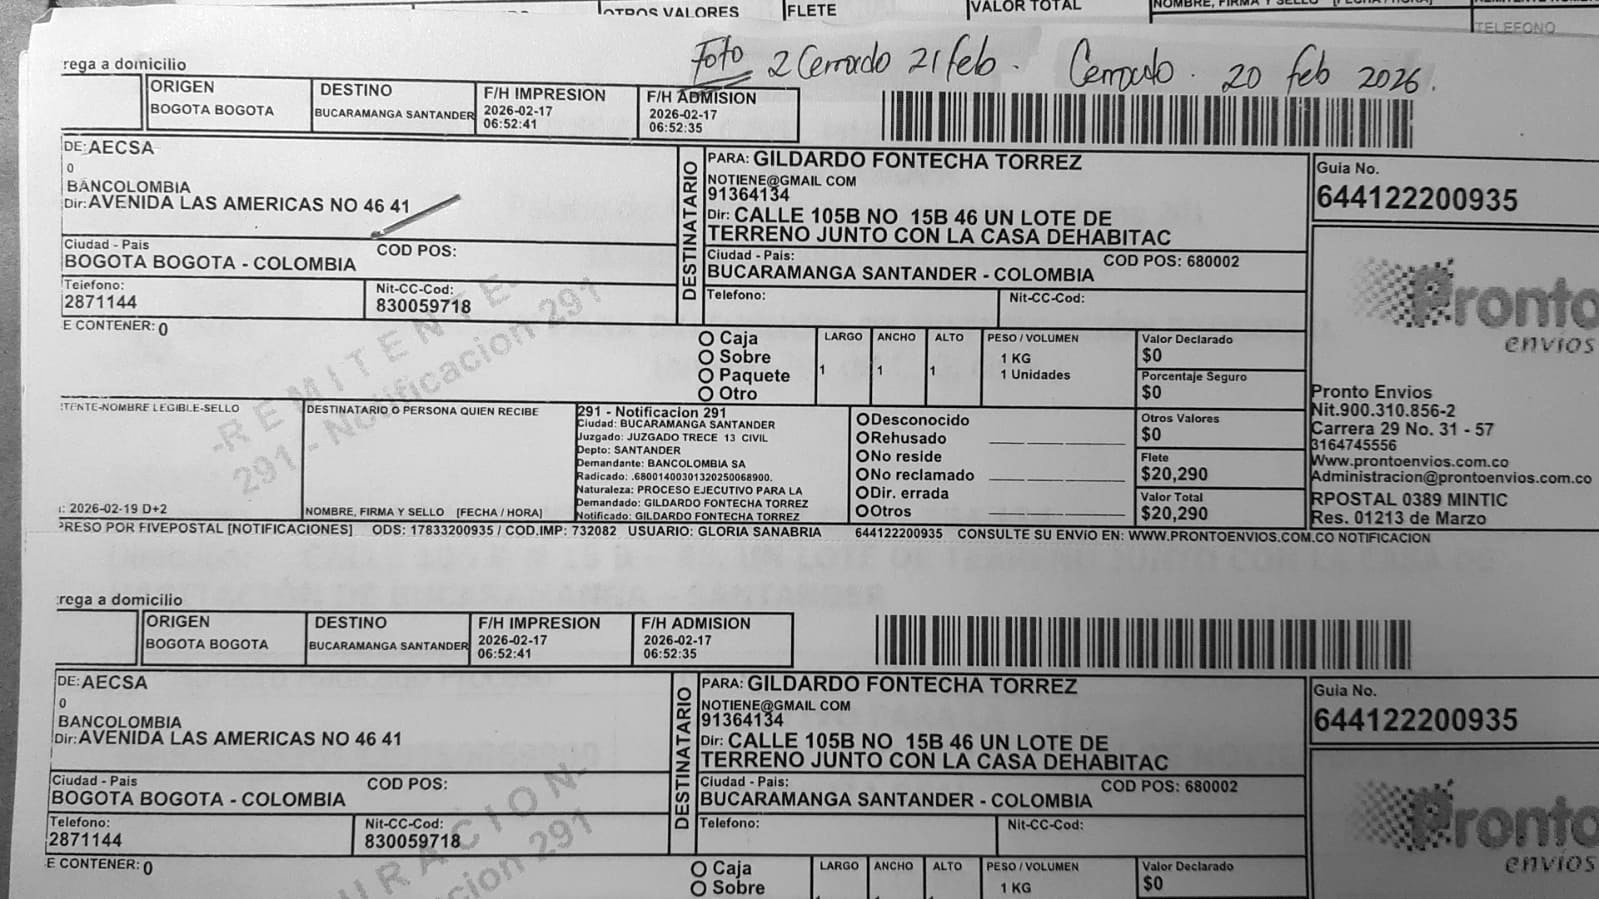 OTROS VALORES
FLETE
VALOR TOTAL
NOMBRE, FIRMA Y SELLO [FECHA / HORA]
TELEFONO
Foto 2 Cerrado 21 feb. Cerrado. 20 feb 2026.
rega a domicilio
ORIGEN
BOGOTA BOGOTA
DESTINO
BUCARAMANGA SANTANDER
F/H IMPRESION
2026-02-17
06:52:41
F/H ADMISION
2026-02-17
06:52:35
DE: AECSA
0
BANCOLOMBIA
Dir: AVENIDA LAS AMERICAS NO 46 41
Ciudad - Pais
COD POS:
BOGOTA BOGOTA - COLOMBIA
Telefono:
2871144
Nit-CC-Cod:
830059718
E CONTENER: 0
-REMITENTE-
291 - Notificacion 291
DESTINATARIO
PARA: GILDARDO FONTECHA TORREZ
NOTIENE@GMAIL COM
91364134
Dir: CALLE 105B NO 15B 46 UN LOTE DE
TERRENO JUNTO CON LA CASA DEHABITAC
Ciudad - Pais:
COD POS: 680002
BUCARAMANGA SANTANDER - COLOMBIA
Telefono:
Nit-CC-Cod:
Guia No.
644122200935
Pronto
envios
Caja
Sobre
Paquete
Otro
LARGO
1
ANCHO
1
ALTO
1
PESO / VOLUMEN
1 KG
1 Unidades
Valor Declarado
$0
Porcentaje Seguro
$0
TENTE-NOMBRE LEGIBLE-SELLO
: 2026-02-19 D+2
DESTINATARIO O PERSONA QUIEN RECIBE
NOMBRE, FIRMA Y SELLO [FECHA / HORA]
291 - Notificacion 291
Ciudad: BUCARAMANGA SANTANDER
Juzgado: JUZGADO TRECE 13 CIVIL
Depto: SANTANDER
Demandante: BANCOLOMBIA SA
Radicado: .68001400301320250068900.
Naturaleza: PROCESO EJECUTIVO PARA LA
Demandado: GILDARDO FONTECHA TORREZ
Notificado: GILDARDO FONTECHA TORREZ
Desconocido
Rehusado
No reside
No reclamado
Dir. errada
Otros
Otros Valores
$0
Flete
$20,290
Valor Total
$20,290
Pronto Envios
Nit.900.310.856-2
Carrera 29 No. 31 - 57
3164745556
Www.prontoenvios.com.co
Administracion@prontoenvios.com.co
RPOSTAL 0389 MINTIC
Res. 01213 de Marzo
PRESO POR FIVEPOSTAL [NOTIFICACIONES] ODS: 17833200935 / COD.IMP: 732082 USUARIO: GLORIA SANABRIA 644122200935 CONSULTE SU ENVIO EN: WWW.PRONTOENVIOS.COM.CO NOTIFICACION
rega a domicilio
ORIGEN
BOGOTA BOGOTA
DESTINO
BUCARAMANGA SANTANDER
F/H IMPRESION
2026-02-17
06:52:41
F/H ADMISION
2026-02-17
06:52:35
DE: AECSA
0
BANCOLOMBIA
Dir: AVENIDA LAS AMERICAS NO 46 41
Ciudad - Pais
COD POS:
BOGOTA BOGOTA - COLOMBIA
Telefono:
2871144
Nit-CC-Cod:
830059718
E CONTENER: 0
DESTINATARIO
PARA: GILDARDO FONTECHA TORREZ
NOTIENE@GMAIL COM
91364134
Dir: CALLE 105B NO 15B 46 UN LOTE DE
TERRENO JUNTO CON LA CASA DEHABITAC
Ciudad - Pais:
COD POS: 680002
BUCARAMANGA SANTANDER - COLOMBIA
Telefono:
Nit-CC-Cod:
Guia No.
644122200935
Pronto
envios
Caja
Sobre
LARGO
ANCHO
ALTO
PESO / VOLUMEN
1 KG
Valor Declarado
$0